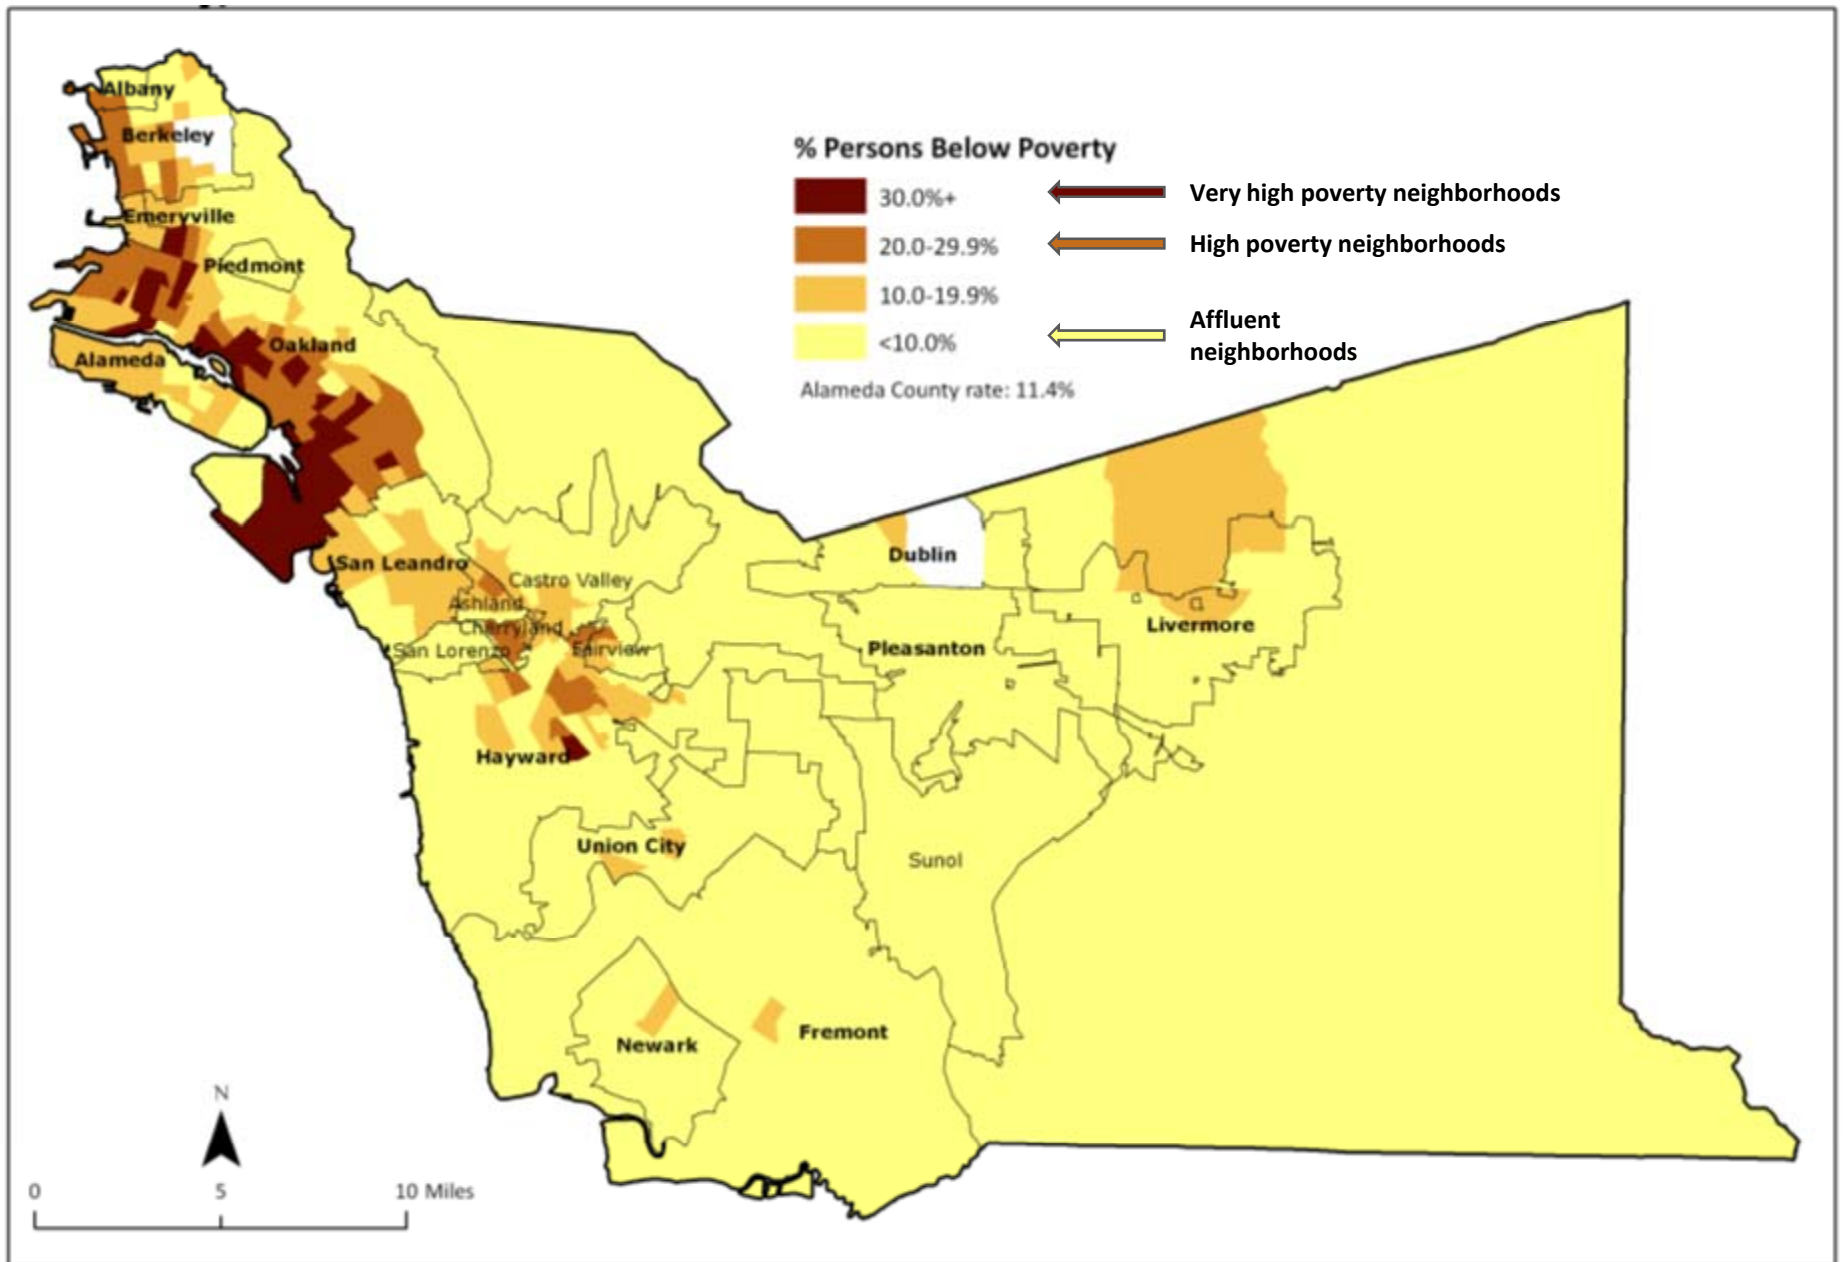 Albany
Berkeley
Emeryville
Piedmont
Oakland
Alameda
% Persons Below Poverty
30.0%+
Very high poverty neighborhoods
20.0-29.9%
High poverty neighborhoods
10.0-19.9%
<10.0%
Affluent
neighborhoods
Alameda County rate: 11.4%
San Leandro
Castro Valley
Ashland
Cherryland
San Lorenzo
Fairview
Dublin
Pleasanton
Livermore
Hayward
Union City
Sunol
Newark
Fremont
N
0 5 10 Miles